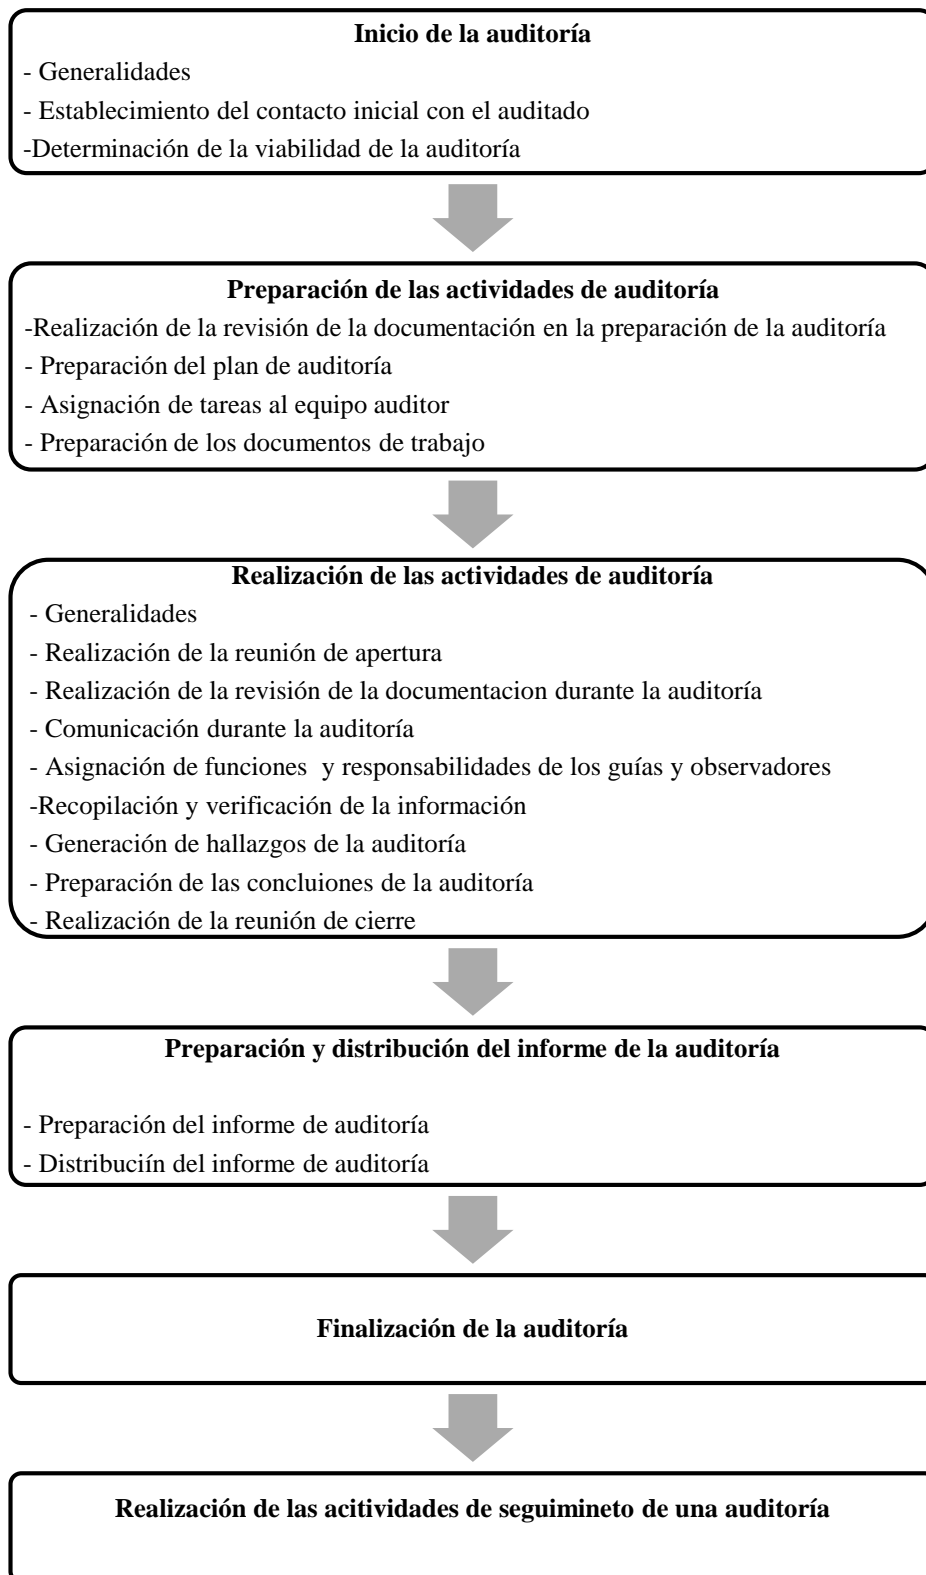 Inicio de la auditoría
- Generalidades
- Establecimiento del contacto inicial con el auditado
-Determinación de la viabilidad de la auditoría
Preparación de las actividades de auditoría
-Realización de la revisión de la documentación en la preparación de la auditoría
- Preparación del plan de auditoría
- Asignación de tareas al equipo auditor
- Preparación de los documentos de trabajo
Realización de las actividades de auditoría
- Generalidades
- Realización de la reunión de apertura
- Realización de la revisión de la documentacion durante la auditoría
- Comunicación durante la auditoría
- Asignación de funciones  y responsabilidades de los guías y observadores
-Recopilación y verificación de la información
- Generación de hallazgos de la auditoría
- Preparación de las concluiones de la auditoría
- Realización de la reunión de cierre
Preparación y distribución del informe de la auditoría
- Preparación del informe de auditoría
- Distribuciín del informe de auditoría
Finalización de la auditoría
Realización de las acitividades de seguimineto de una auditoría